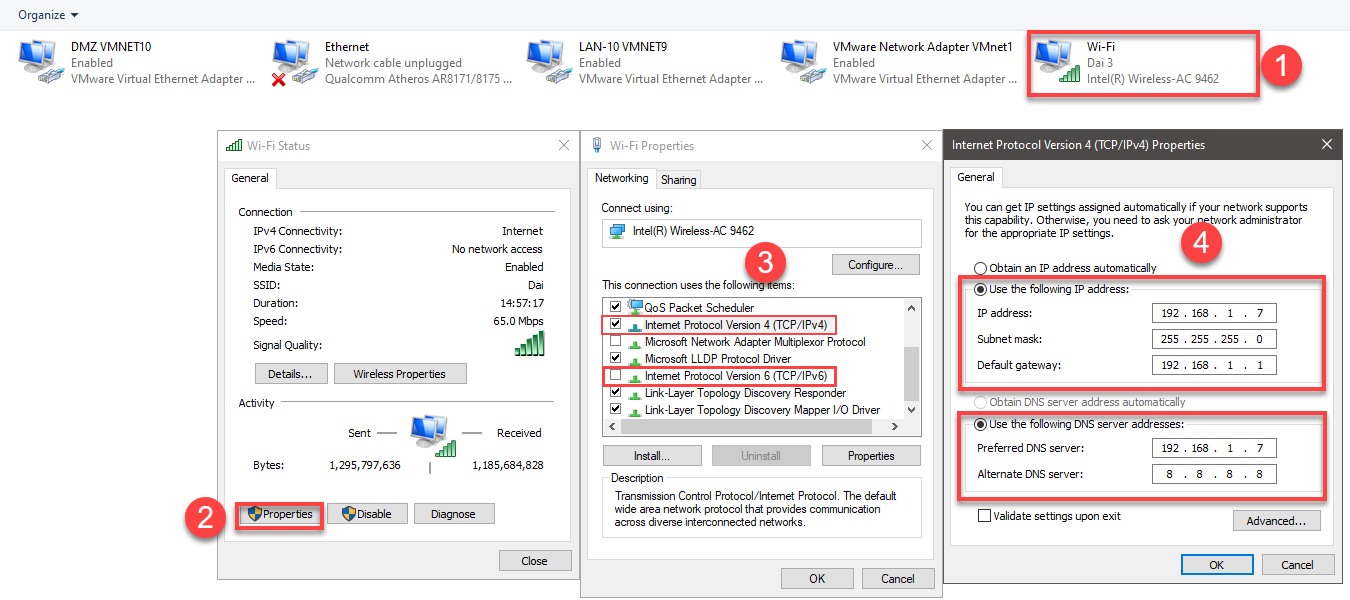 Organize
DMZ VMNET10
Enabled
VMware Virtual Ethernet Adapter ...
Ethernet
Network cable unplugged
Qualcomm Atheros AR8171/8175 ...
LAN-10 VMNET9
Enabled
VMware Virtual Ethernet Adapter ...
VMware Network Adapter VMnet1
Enabled
VMware Virtual Ethernet Adapter ...
Wi-Fi
Dai 3
Intel(R) Wireless-AC 9462
1
Wi-Fi Status
General
Connection
IPv4 Connectivity: Internet
IPv6 Connectivity: No network access
Media State: Enabled
SSID: Dai
Duration: 14:57:17
Speed: 65.0 Mbps
Signal Quality:
Details... Wireless Properties
Activity
Sent Received
Bytes: 1,295,797,636 1,185,684,828
2
Properties Disable Diagnose
Close
Wi-Fi Properties
Networking Sharing
Connect using:
Intel(R) Wireless-AC 9462
3
Configure...
This connection uses the following items:
QoS Packet Scheduler
Internet Protocol Version 4 (TCP/IPv4)
Microsoft Network Adapter Multiplexor Protocol
Microsoft LLDP Protocol Driver
Internet Protocol Version 6 (TCP/IPv6)
Link-Layer Topology Discovery Responder
Link-Layer Topology Discovery Mapper I/O Driver
Install... Uninstall Properties
Description
Transmission Control Protocol/Internet Protocol. The default
wide area network protocol that provides communication
across diverse interconnected networks.
OK Cancel
Internet Protocol Version 4 (TCP/IPv4) Properties
General
You can get IP settings assigned automatically if your network supports
this capability. Otherwise, you need to ask your network administrator
for the appropriate IP settings.
4
Obtain an IP address automatically
Use the following IP address:
IP address: 192 . 168 . 1 . 7
Subnet mask: 255 . 255 . 255 . 0
Default gateway: 192 . 168 . 1 . 1
Obtain DNS server address automatically
Use the following DNS server addresses:
Preferred DNS server: 192 . 168 . 1 . 7
Alternate DNS server: 8 . 8 . 8 . 8
Validate settings upon exit
Advanced...
OK Cancel